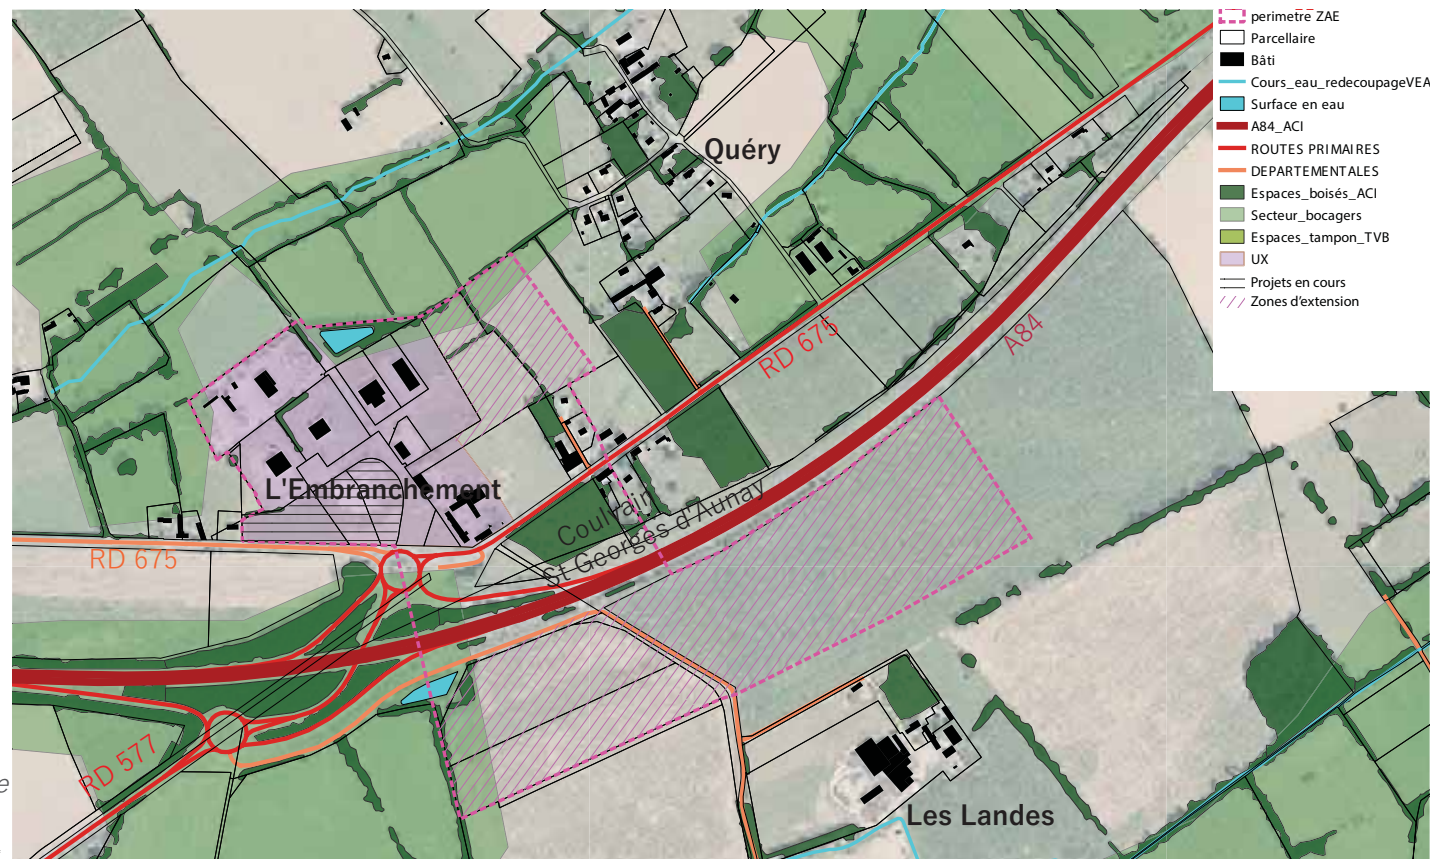 perimetre ZAE
Parcellaire
Bâti
Cours_eau_redecoupageVEA
Surface en eau
A84_ACI
ROUTES PRIMAIRES
DEPARTEMENTALES
Espaces_boisés_ACI
Secteur_bocagers
Espaces_tampon_TVB
UX
Projets en cours
Zones d'extension
Quéry
RD 675
A84
L'Embranchement
Coulvain
St Georges d'Aunay
RD 675
RD 577
e
Les Landes